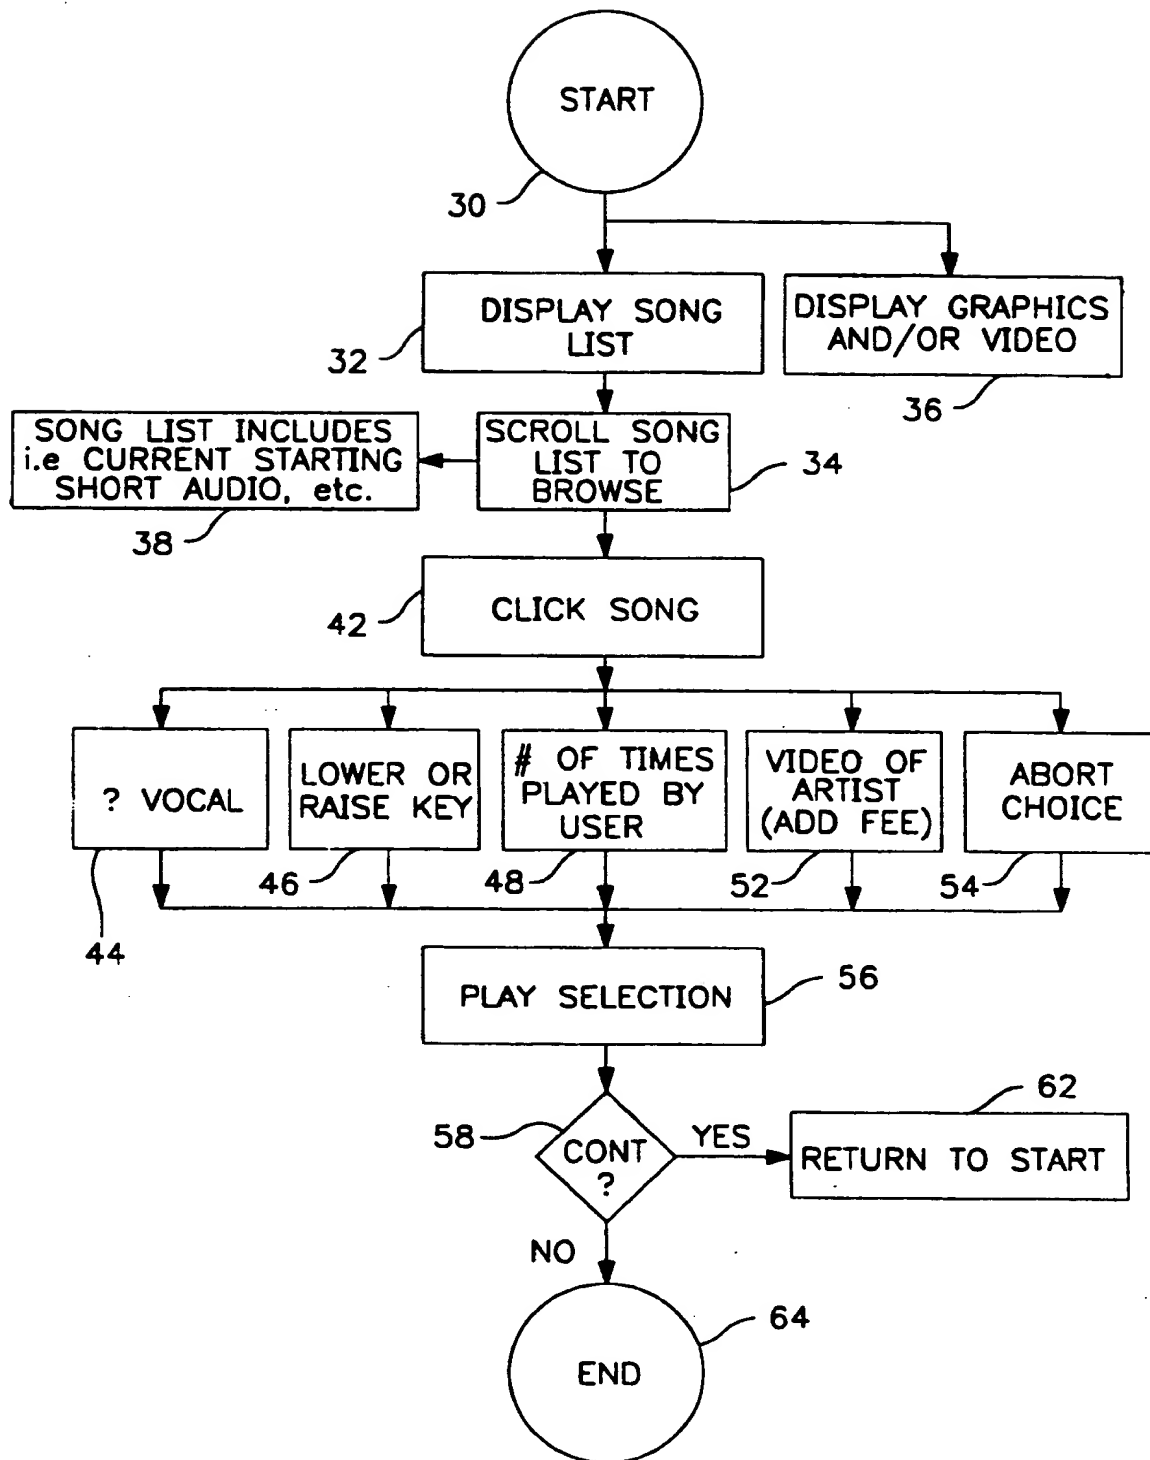 START
30
DISPLAY SONG
LIST
32
DISPLAY GRAPHICS
AND/OR VIDEO
36
SONG LIST INCLUDES
i.e CURRENT STARTING
SHORT AUDIO, etc.
38
SCROLL SONG
LIST TO
BROWSE
34
CLICK SONG
42
? VOCAL
44
LOWER OR
RAISE KEY
46
# OF TIMES
PLAYED BY
USER
48
VIDEO OF
ARTIST
(ADD FEE)
52
ABORT
CHOICE
54
PLAY SELECTION
56
58
CONT
?
YES
RETURN TO START
62
NO
END
64